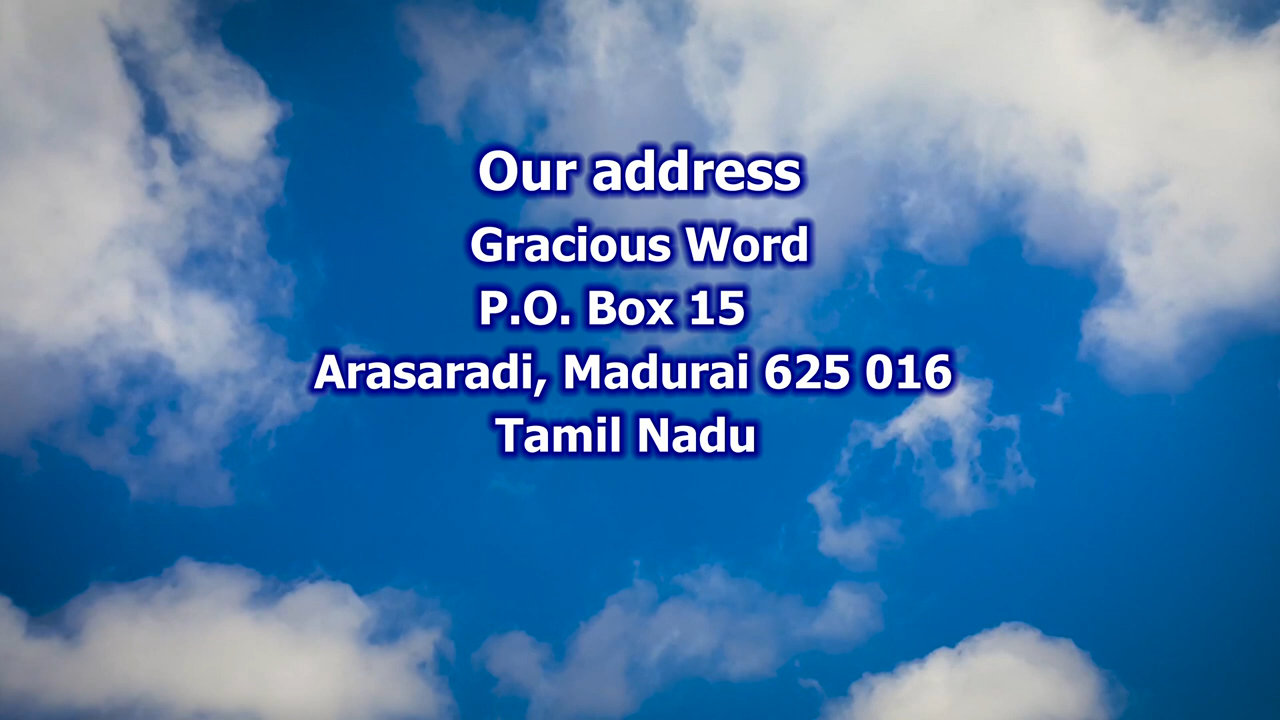 Our address
Gracious Word
P.O. Box 15
Arasaradi, Madurai 625 016
Tamil Nadu